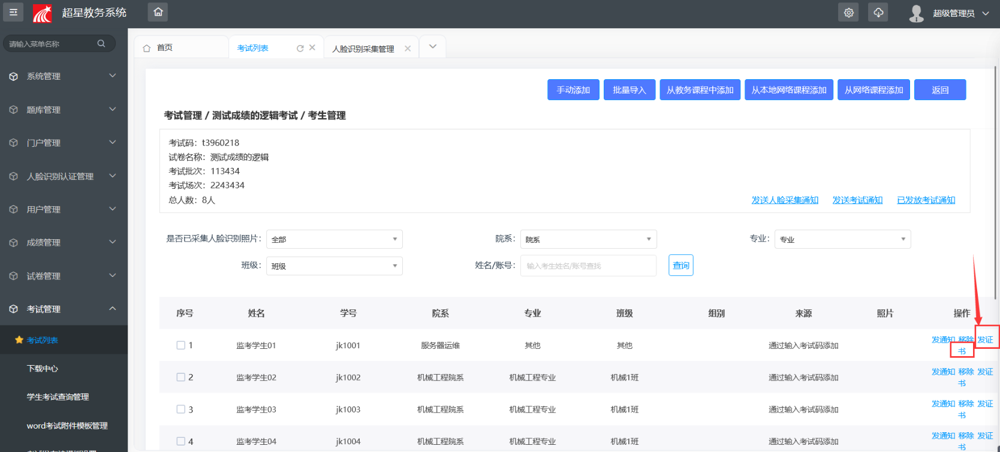 超星教务系统
超级管理员
请输入菜单名称
首页
考试列表
人脸识别采集管理
系统管理
题库管理
门户管理
人脸识别认证管理
用户管理
成绩管理
试卷管理
考试管理
考试列表
下载中心
学生考试查询管理
word考试附件模板管理
手动添加 批量导入 从教务课程中添加 从本地网络课程添加 从网络课程添加 返回
考试管理 / 测试成绩的逻辑考试 / 考生管理
考试码：t3960218
试卷名称：测试成绩的逻辑
考试批次：113434
考试场次：2243434
总人数：8人
发送人脸采集通知 发送考试通知 已发放考试通知
是否已采集人脸识别照片： 全部 院系： 院系 专业： 专业
班级： 班级 姓名/账号： 输入考生姓名/账号查找 查询
序号 姓名 学号 院系 专业 班级 组别 来源 照片 操作
1 监考学生01 jk1001 服务器运维 其他 其他 通过输入考试码添加 发通知 移除 发证
书
2 监考学生02 jk1002 机械工程院系 机械工程专业 机械1班 通过输入考试码添加 发通知 移除 发证
书
3 监考学生03 jk1003 机械工程院系 机械工程专业 机械1班 通过输入考试码添加 发通知 移除 发证
书
4 监考学生04 jk1004 机械工程院系 机械工程专业 机械1班 通过输入考试码添加 发通知 移除 发证
书